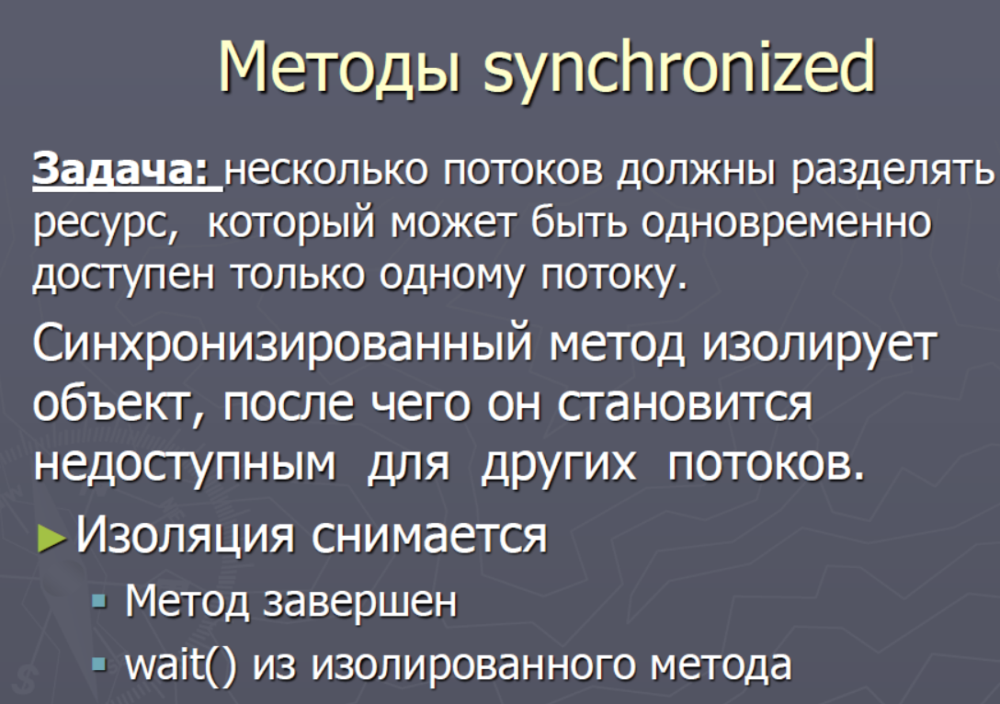 Методы synchronized
Задача: несколько потоков должны разделять
ресурс, который может быть одновременно
доступен только одному потоку.
Синхронизированный метод изолирует
объект, после чего он становится
недоступным для других потоков.
►Изоляция снимается
▪ Метод завершен
▪ wait() из изолированного метода
S